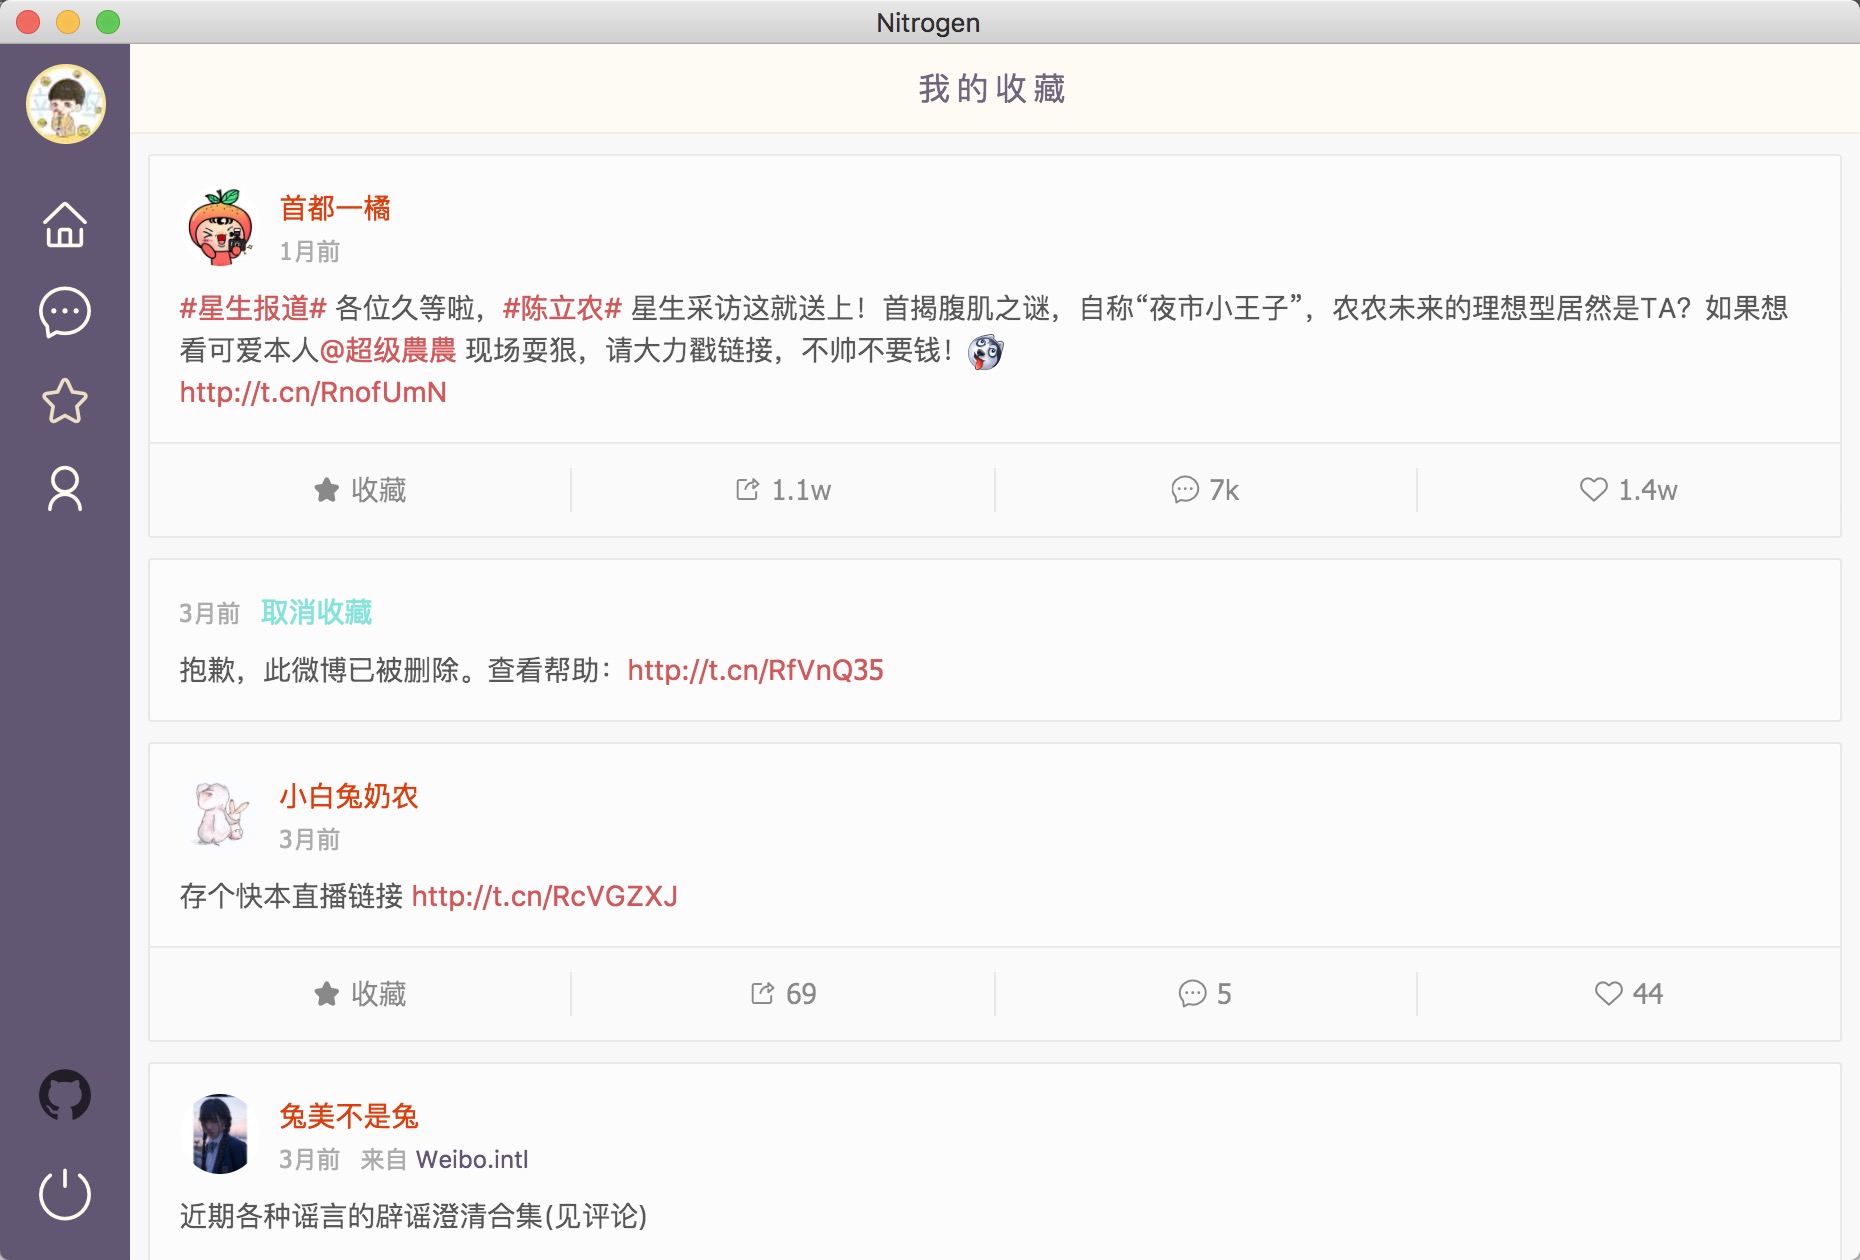 Nitrogen
我的收藏
首都一橘
1月前
#星生报道# 各位久等啦，#陈立农# 星生采访这就送上！首揭腹肌之谜，自称“夜市小王子”，农农未来的理想型居然是TA？如果想
看可爱本人@超级農農 现场耍狠，请大力戳链接，不帅不要钱！
http://t.cn/RnofUmN
收藏 1.1w 7k 1.4w
3月前 取消收藏
抱歉，此微博已被删除。查看帮助：http://t.cn/RfVnQ35
小白兔奶农
3月前
存个快本直播链接 http://t.cn/RcVGZXJ
收藏 69 5 44
兔美不是兔
3月前 来自 Weibo.intl
近期各种谣言的辟谣澄清合集(见评论)